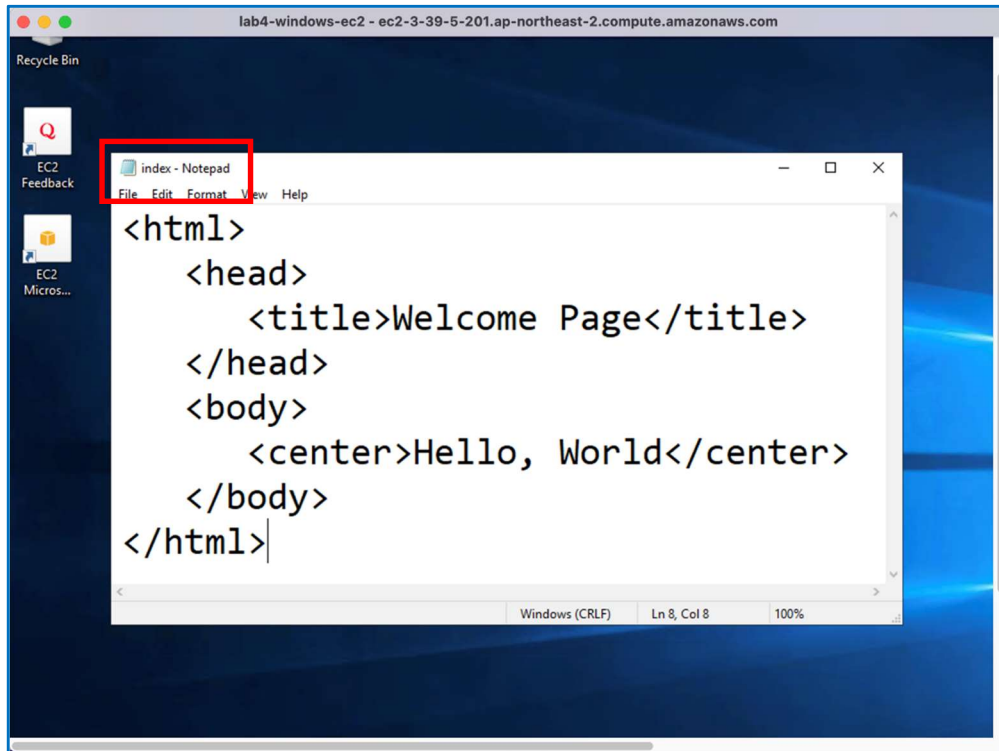 lab4-windows-ec2 - ec2-3-39-5-201.ap-northeast-2.compute.amazonaws.com
Recycle Bin
EC2
Feedback
EC2
Micros...
index - Notepad
File Edit Format View Help
<html>
<head>
<title>Welcome Page</title>
</head>
<body>
<center>Hello, World</center>
</body>
</html>
Windows (CRLF) Ln 8, Col 8 100%